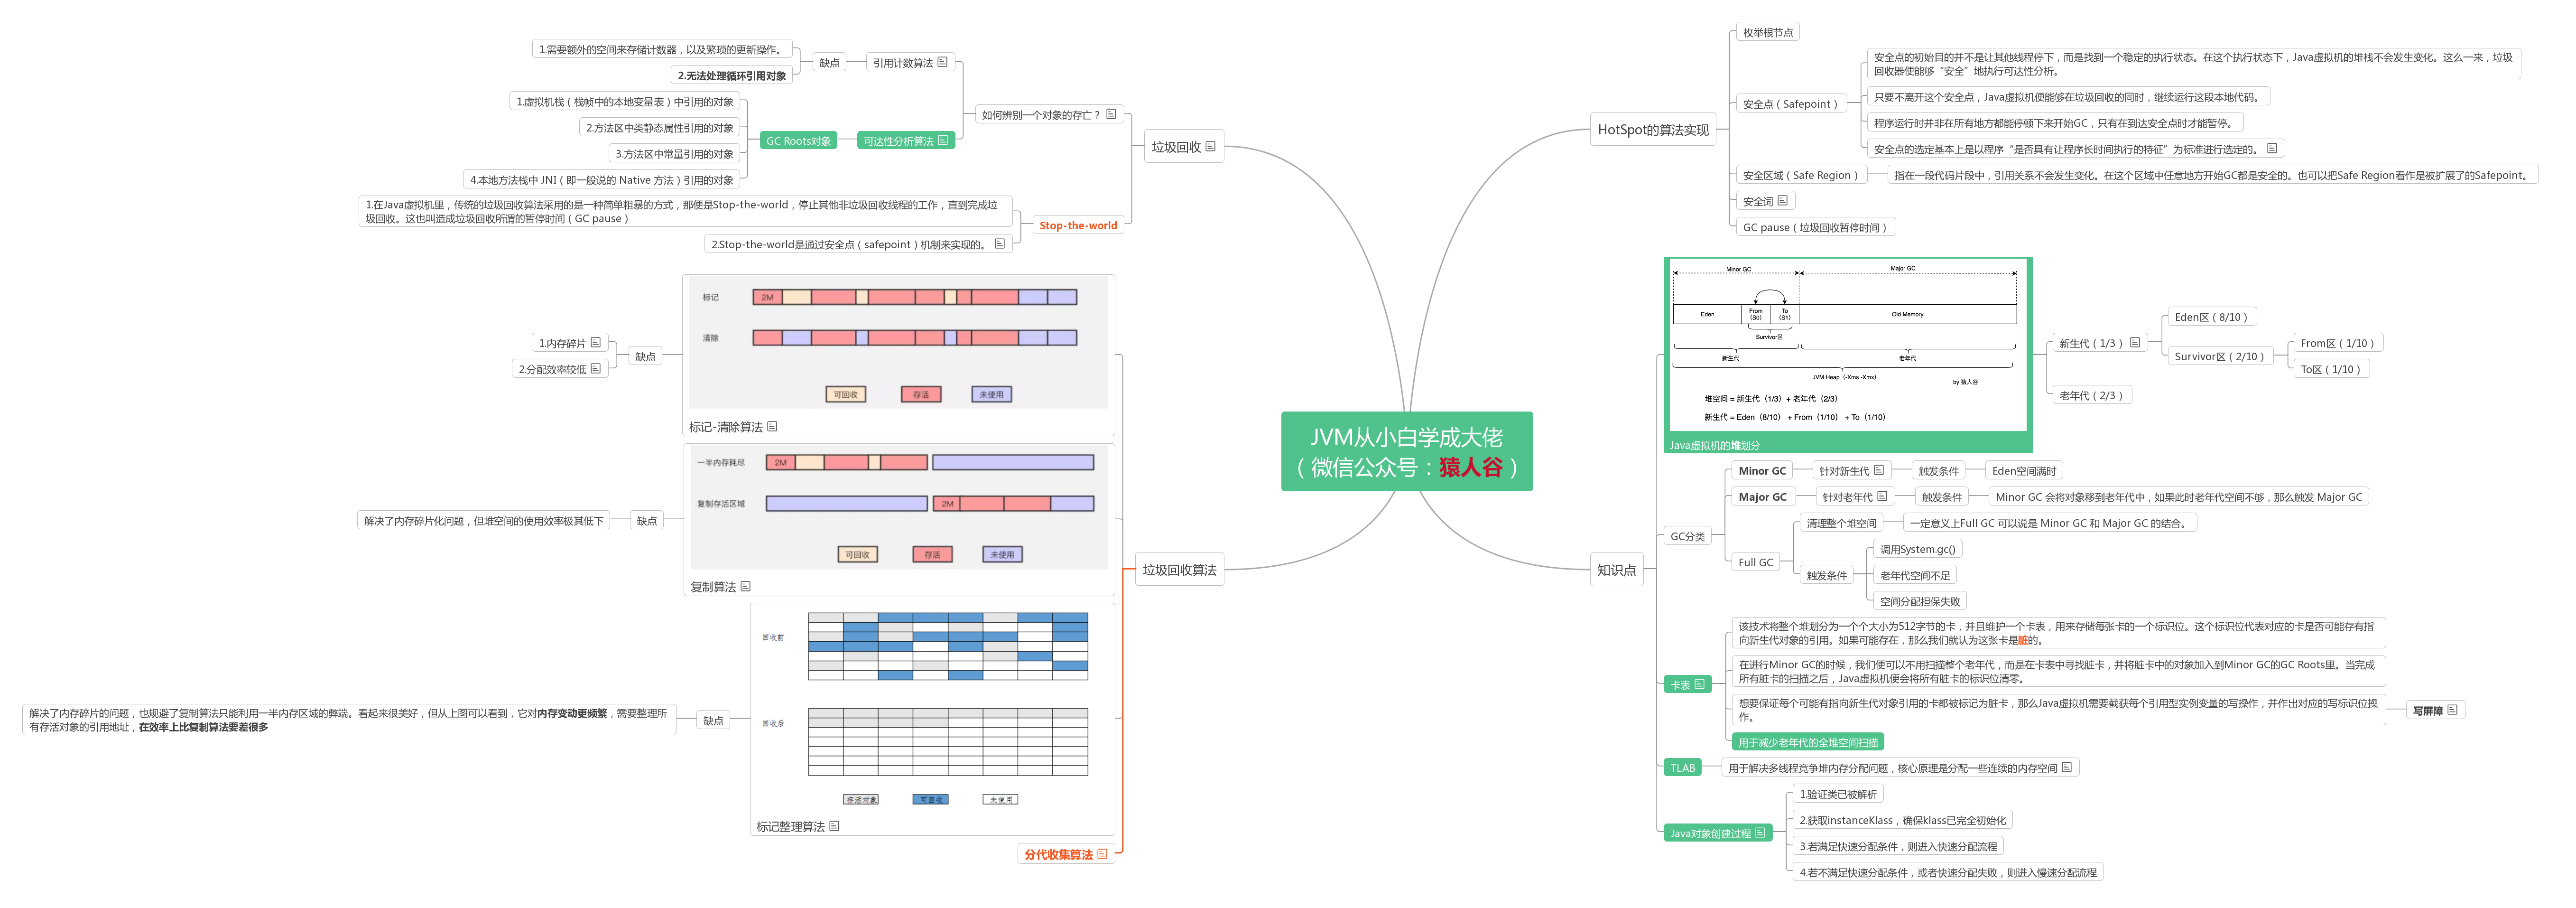 JVM从小白学成大佬
（微信公众号：猿人谷）
垃圾回收
如何辨别一个对象的存亡？
引用计数算法
缺点
1.需要额外的空间来存储计数器，以及繁琐的更新操作。
2.无法处理循环引用对象
可达性分析算法
GC Roots对象
1.虚拟机栈（栈帧中的本地变量表）中引用的对象
2.方法区中类静态属性引用的对象
3.方法区中常量引用的对象
4.本地方法栈中 JNI（即一般说的 Native 方法）引用的对象
Stop-the-world
1.在Java虚拟机里，传统的垃圾回收算法采用的是一种简单粗暴的方式，那便是Stop-the-world，停止其他非垃圾回收线程的工作，直到完成垃
圾回收。这也叫造成垃圾回收所谓的暂停时间（GC pause）
2.Stop-the-world是通过安全点（safepoint）机制来实现的。
垃圾回收算法
标记
2M
清除
可回收
存活
未使用
标记-清除算法
缺点
1.内存碎片
2.分配效率较低
一半内存耗尽
2M
复制存活区域
2M
可回收
存活
未使用
复制算法
缺点
解决了内存碎片化问题，但堆空间的使用效率极其低下
回收前
回收后
存活对象
可回收
未使用
标记整理算法
缺点
解决了内存碎片的问题，也规避了复制算法只能利用一半内存区域的弊端。看起来很美好，但从上图可以看到，它对内存变动更频繁，需要整理所
有存活对象的引用地址，在效率上比复制算法要差很多
分代收集算法
HotSpot的算法实现
枚举根节点
安全点（Safepoint）
安全点的初始目的并不是让其他线程停下，而是找到一个稳定的执行状态。在这个执行状态下，Java虚拟机的堆栈不会发生变化。这么一来，垃圾
回收器便能够“安全”地执行可达性分析。
只要不离开这个安全点，Java虚拟机便能够在垃圾回收的同时，继续运行这段本地代码。
程序运行时并非在所有地方都能停顿下来开始GC，只有在到达安全点时才能暂停。
安全点的选定基本上是以程序“是否具有让程序长时间执行的特征”为标准进行选定的。
安全区域（Safe Region）
指在一段代码片段中，引用关系不会发生变化。在这个区域中任意地方开始GC都是安全的。也可以把Safe Region看作是被扩展了的Safepoint。
安全词
GC pause（垃圾回收暂停时间）
知识点
Minor GC
Major GC
Eden
From
(S0)
To
(S1)
Old Memory
Survivor区
新生代
老年代
JVM Heap（-Xms -Xmx）
by 猿人谷
堆空间 = 新生代（1/3）+ 老年代（2/3）
新生代 = Eden（8/10）+ From（1/10）+ To（1/10）
Java虚拟机的堆划分
新生代（1/3）
Eden区（8/10）
Survivor区（2/10）
From区（1/10）
To区（1/10）
老年代（2/3）
GC分类
Minor GC
针对新生代
触发条件
Eden空间满时
Major GC
针对老年代
触发条件
Minor GC 会将对象移到老年代中，如果此时老年代空间不够，那么触发 Major GC
Full GC
清理整个堆空间
一定意义上Full GC 可以说是 Minor GC 和 Major GC 的结合。
触发条件
调用System.gc()
老年代空间不足
空间分配担保失败
卡表
该技术将整个堆划分为一个个大小为512字节的卡，并且维护一个卡表，用来存储每张卡的一个标识位。这个标识位代表对应的卡是否可能存有指
向新生代对象的引用。如果可能存在，那么我们就认为这张卡是脏的。
在进行Minor GC的时候，我们便可以不用扫描整个老年代，而是在卡表中寻找脏卡，并将脏卡中的对象加入到Minor GC的GC Roots里。当完成
所有脏卡的扫描之后，Java虚拟机便会将所有脏卡的标识位清零。
想要保证每个可能有指向新生代对象引用的卡都被标记为脏卡，那么Java虚拟机需要截获每个引用型实例变量的写操作，并作出对应的写标识位操
作。
写屏障
用于减少老年代的全堆空间扫描
TLAB
用于解决多线程竞争堆内存分配问题，核心原理是分配一些连续的内存空间
Java对象创建过程
1.验证类已被解析
2.获取instanceKlass，确保klass已完全初始化
3.若满足快速分配条件，则进入快速分配流程
4.若不满足快速分配条件，或者快速分配失败，则进入慢速分配流程